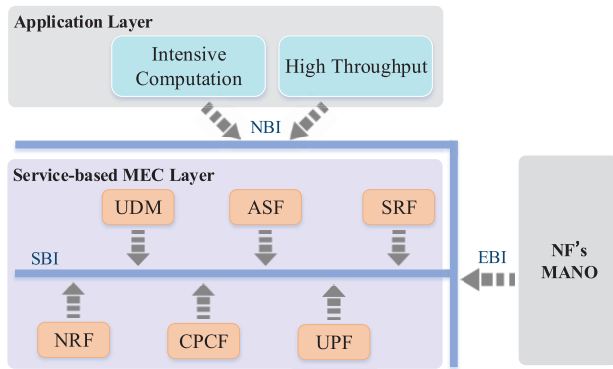 Application Layer
Intensive
Computation
High Throughput
NBI
Service-based MEC Layer
UDM
ASF
SRF
SBI
EBI
NF's
MANO
NRF
CPCF
UPF